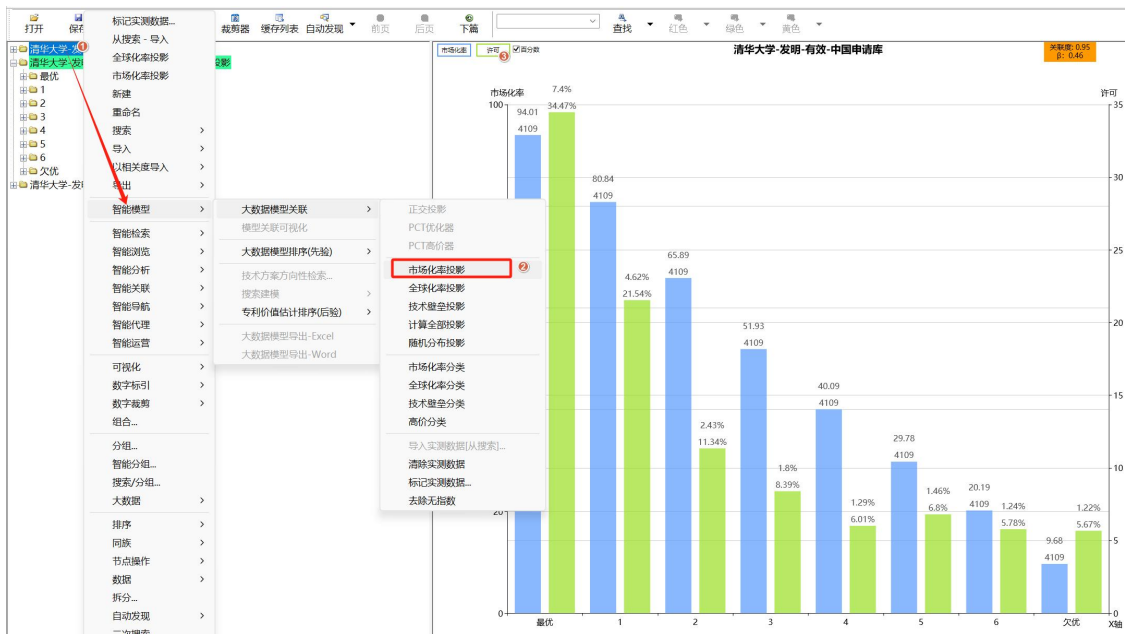 打开 保存 裁剪器 缓存列表 自动发现 前页 后页 下篇 查找 红色 绿色 黄色
清华大学-发 1
清华大学-发 投影
最优
1
2
3
4
5
6
欠优
清华大学-发
标记实测数据...
从搜索 - 导入
全球化率投影
市场化率投影
新建
重命名
搜索
导入
以相关度导入
导出
智能模型
智能检索
智能浏览
智能分析
智能关联
智能导航
智能代理
智能运营
可视化
数字标引
数字裁剪
组合...
分组...
智能分组...
搜索/分组...
大数据
排序
同族
节点操作
数据
拆分...
自动发现
二次搜索
大数据模型关联
模型关联可视化
大数据模型排序(先验)
技术方案方向性检索...
搜索建模
专利价值估计排序(后验)
大数据模型导出-Excel
大数据模型导出-Word
正交投影
PCT优化器
PCT高价器
市场化率投影 2
全球化率投影
技术壁垒投影
计算全部投影
随机分布投影
市场化率分类
全球化率分类
技术壁垒分类
高价分类
导入实测数据[从搜索]...
清除实测数据
标记实测数据...
去除无指数
市场化率 许可 3 百分数
清华大学-发明-有效-中国申请库
关联度: 0.95
β: 0.46
市场化率
许可
100
20
0
35
30
25
20
15
10
5
0
94.01
4109
7.4%
34.47%
80.84
4109
4.62%
21.54%
65.89
4109
2.43%
11.34%
51.93
4109
1.8%
8.39%
40.09
4109
1.29%
6.01%
29.78
4109
1.46%
6.8%
20.19
4109
1.24%
5.78%
9.68
4109
1.22%
5.67%
最优 1 2 3 4 5 6 欠优 X轴